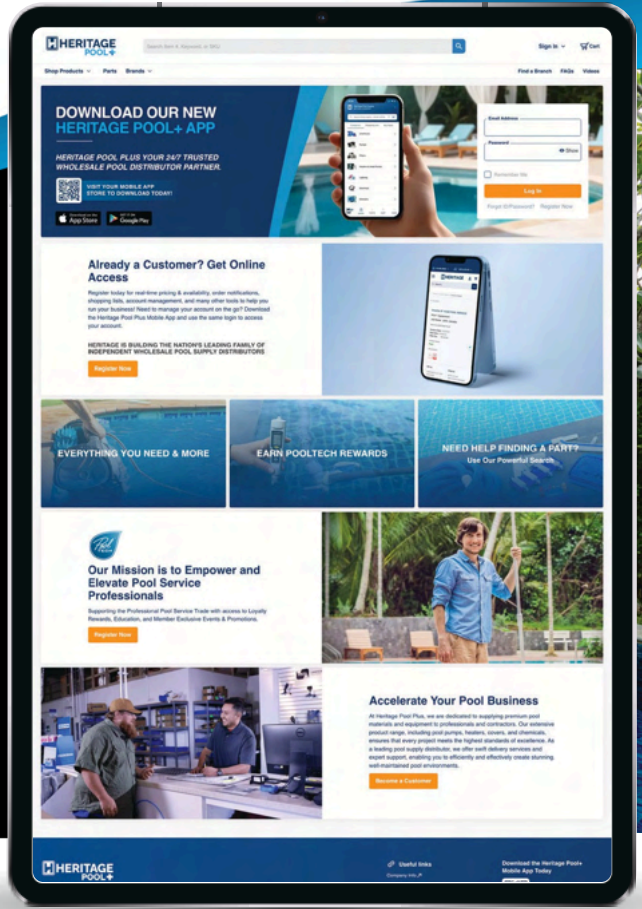 HERITAGE
POOL+
Search Item #, Keyword, or SKU
Sign In
Cart
Shop Products
Parts
Brands
Find a Branch
FAQs
Videos
DOWNLOAD OUR NEW
HERITAGE POOL+ APP
HERITAGE POOL PLUS YOUR 24/7 TRUSTED
WHOLESALE POOL DISTRIBUTOR PARTNER.
VISIT YOUR MOBILE APP
STORE TO DOWNLOAD TODAY!
App Store
Google Play
Email Address
Password
Show
Remember Me
Log In
Forgot ID/Password?
Register Now
Already a Customer? Get Online
Access
Register today for real-time pricing & availability, order notifications,
shopping lists, account management, and many other tools to help you
run your business! Need to manage your account on the go? Download
the Heritage Pool Plus Mobile App and use the same login to access
your account.
HERITAGE IS BUILDING THE NATION'S LEADING FAMILY OF
INDEPENDENT WHOLESALE POOL SUPPLY DISTRIBUTORS
Register Now
HERITAGE
EVERYTHING YOU NEED & MORE
EARN POOLTECH REWARDS
NEED HELP FINDING A PART?
Use Our Powerful Search
Pool
Our Mission is to Empower and
Elevate Pool Service
Professionals
Supporting the Professional Pool Service Trade with access to Loyalty
Rewards, Education, and Member Exclusive Events & Promotions.
Register Now
Accelerate Your Pool Business
At Heritage Pool Plus, we are dedicated to supplying premium pool
materials and equipment to professionals and contractors. Our extensive
product range, including pool pumps, heaters, covers, and chemicals,
ensures that every project meets the highest standards of excellence. As
a leading pool supply distributor, we offer swift delivery services and
expert support, enabling you to efficiently and effectively create stunning,
well-maintained pool environments.
Become a Customer
HERITAGE
POOL+
Useful links
Company Info
Download the Heritage Pool+
Mobile App Today